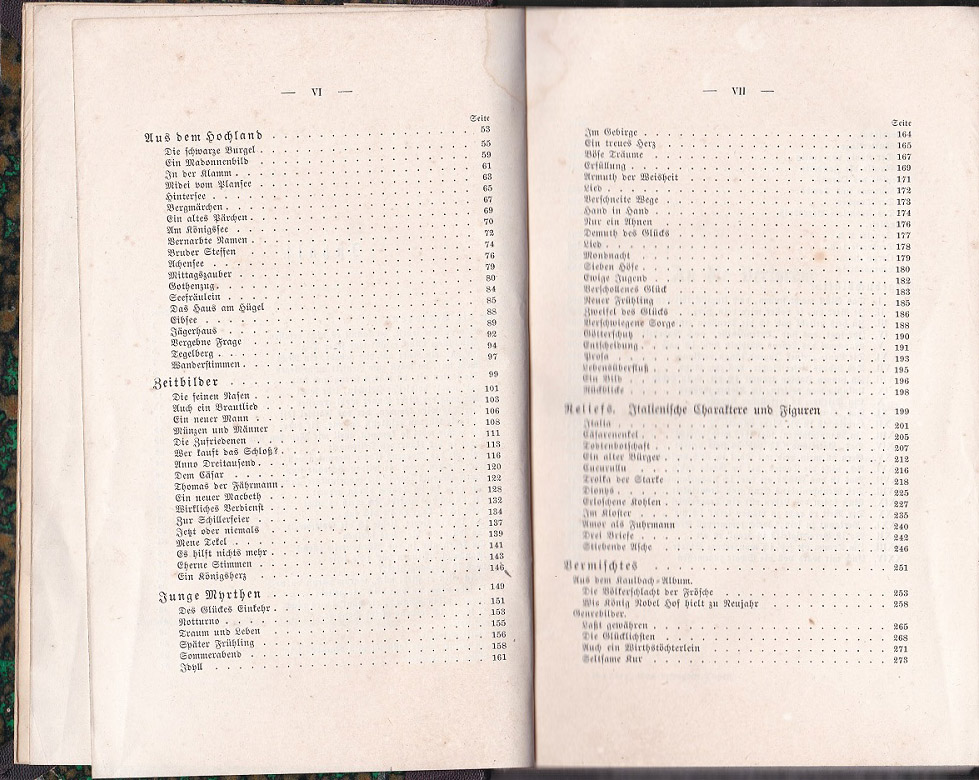 — VI —
Seite
Aus dem Hochland . . . 53
Die schwarze Burgel . . . 55
Ein Madonnenbild . . . 59
In der Klamm . . . 61
Midei vom Plansee . . . 63
Hintersee . . . 65
Bergmärchen . . . 67
Ein altes Pärchen . . . 69
Am Königssee . . . 70
Vernarbte Namen . . . 72
Bruder Steffen . . . 74
Achensee . . . 76
Mittagszauber . . . 79
Gothenzug . . . 80
Seefräulein . . . 84
Das Haus am Hügel . . . 85
Eibsee . . . 88
Jägerhaus . . . 89
Vergebne Frage . . . 92
Tegelberg . . . 94
Wanderstimmen . . . 97
Zeitbilder . . . 99
Die feinen Nasen . . . 101
Auch ein Brautlied . . . 103
Ein neuer Mann . . . 106
Münzen und Männer . . . 108
Die Zufriedenen . . . 111
Wer kauft das Schloß? . . . 113
Anno Dreitausend . . . 116
Dem Cäsar . . . 120
Thomas der Fährmann . . . 122
Ein neuer Macbeth . . . 128
Wirkliches Verdienst . . . 132
Zur Schillerfeier . . . 134
Jetzt oder niemals . . . 137
Mene Tekel . . . 139
Es hilft nichts mehr . . . 141
Eherne Stimmen . . . 143
Ein Königsherz . . . 146
Junge Myrthen . . . 149
Des Glückes Einkehr . . . 151
Notturno . . . 153
Traum und Leben . . . 155
Später Frühling . . . 156
Sommerabend . . . 158
Idyll . . . 161
— VII —
Seite
Im Gebirge . . . 164
Ein treues Herz . . . 165
Böse Träume . . . 167
Erfüllung . . . 169
Armuth der Weisheit . . . 171
Lied . . . 172
Verschneite Wege . . . 173
Hand in Hand . . . 174
Nur ein Ahnen . . . 176
Demuth des Glücks . . . 177
Lied . . . 178
Mondnacht . . . 179
Sieben Höfe . . . 180
Ewige Jugend . . . 182
Verschollenes Glück . . . 183
Neuer Frühling . . . 185
Zweifel des Glücks . . . 186
Verschwiegene Sorge . . . 188
Götterschutz . . . 190
Entscheidung . . . 191
Prosa . . . 193
Lebensüberfluß . . . 195
Ein Bild . . . 196
Rückblicke . . . 198
Reliefs. Italienische Charaktere und Figuren . . . 199
Italia . . . 201
Cäsarenenkel . . . 205
Todtenbotschaft . . . 207
Ein alter Bürger . . . 212
Cucurullu . . . 216
Troika der Starke . . . 218
Dionys . . . 225
Erloschene Kohlen . . . 227
Im Kloster . . . 235
Amor als Fuhrmann . . . 240
Drei Briefe . . . 242
Stiebende Asche . . . 246
Vermischtes . . . 251
Aus dem Kaulbach-Album.
Die Völkerschlacht der Frösche . . . 253
Wie König Nobel Hof hielt zu Neujahr . . . 258
Genrebilder.
Laßt gewähren . . . 265
Die Glücklichsten . . . 268
Auch ein Wirthstöchterlein . . . 271
Seltsame Kur . . . 273